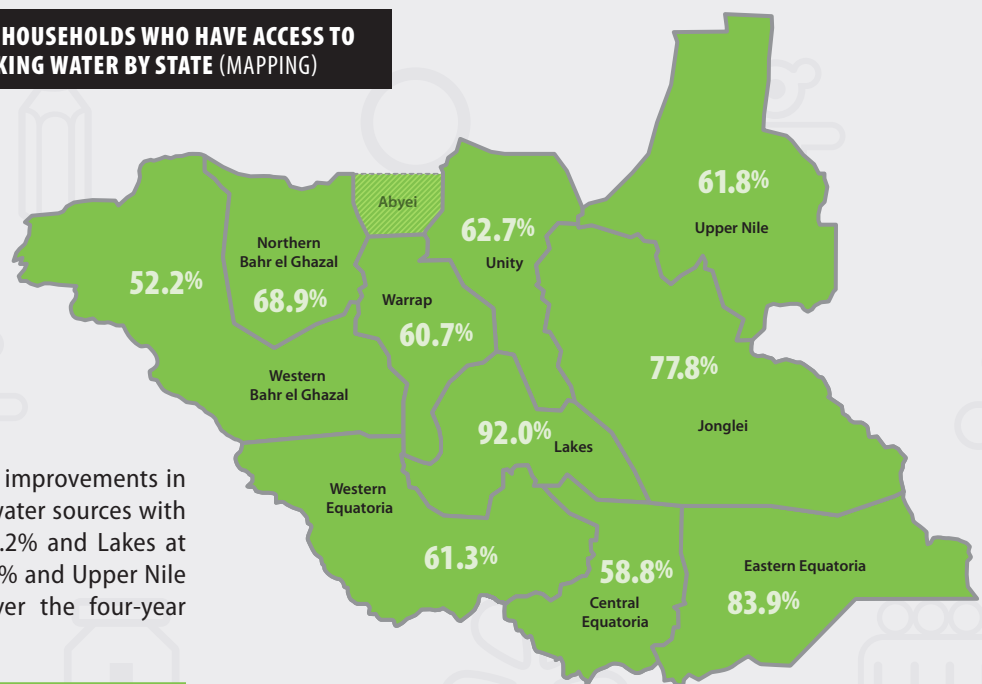 HOUSEHOLDS WHO HAVE ACCESS TO
KING WATER BY STATE (MAPPING)
61.8%
Upper Nile
Abyei
62.7%
Unity
Northern
Bahr el Ghazal
68.9%
52.2%
Western
Bahr el Ghazal
Warrap
60.7%
77.8%
Jonglei
92.0%
Lakes
improvements in
water sources with
.2% and Lakes at
% and Upper Nile
ver the four-year
Western
Equatoria
61.3%
58.8%
Central
Equatoria
Eastern Equatoria
83.9%